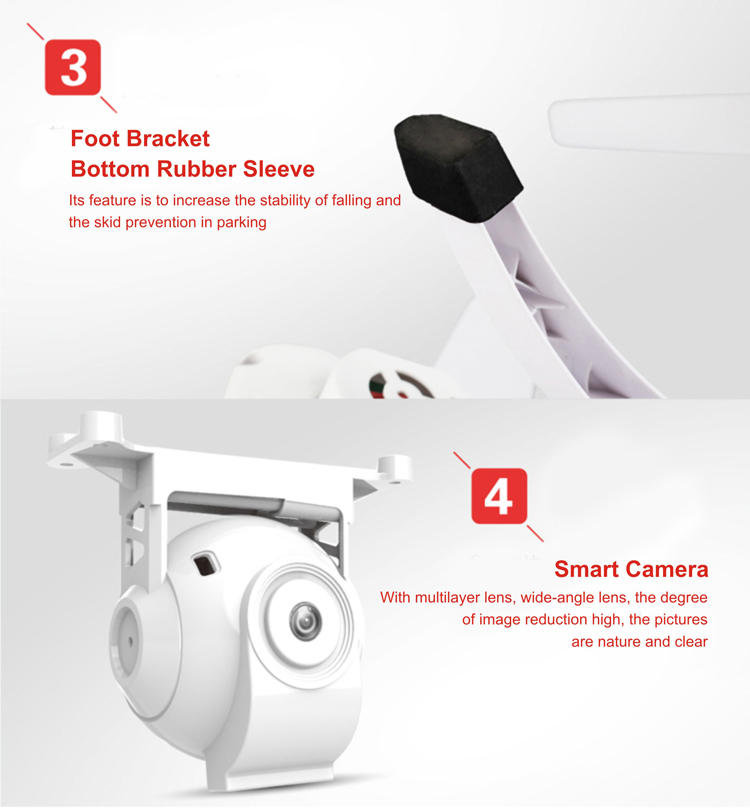 3
Foot Bracket
Bottom Rubber Sleeve
Its feature is to increase the stability of falling and
the skid prevention in parking
4
Smart Camera
With multilayer lens, wide-angle lens, the degree
of image reduction high, the pictures
are nature and clear